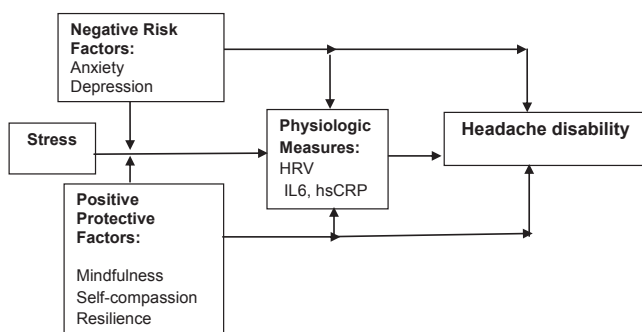 Negative Risk
Factors:
Anxiety
Depression
Stress
Physiologic
Measures:
HRV
IL6, hsCRP
Headache disability
Positive
Protective
Factors:
Mindfulness
Self-compassion
Resilience